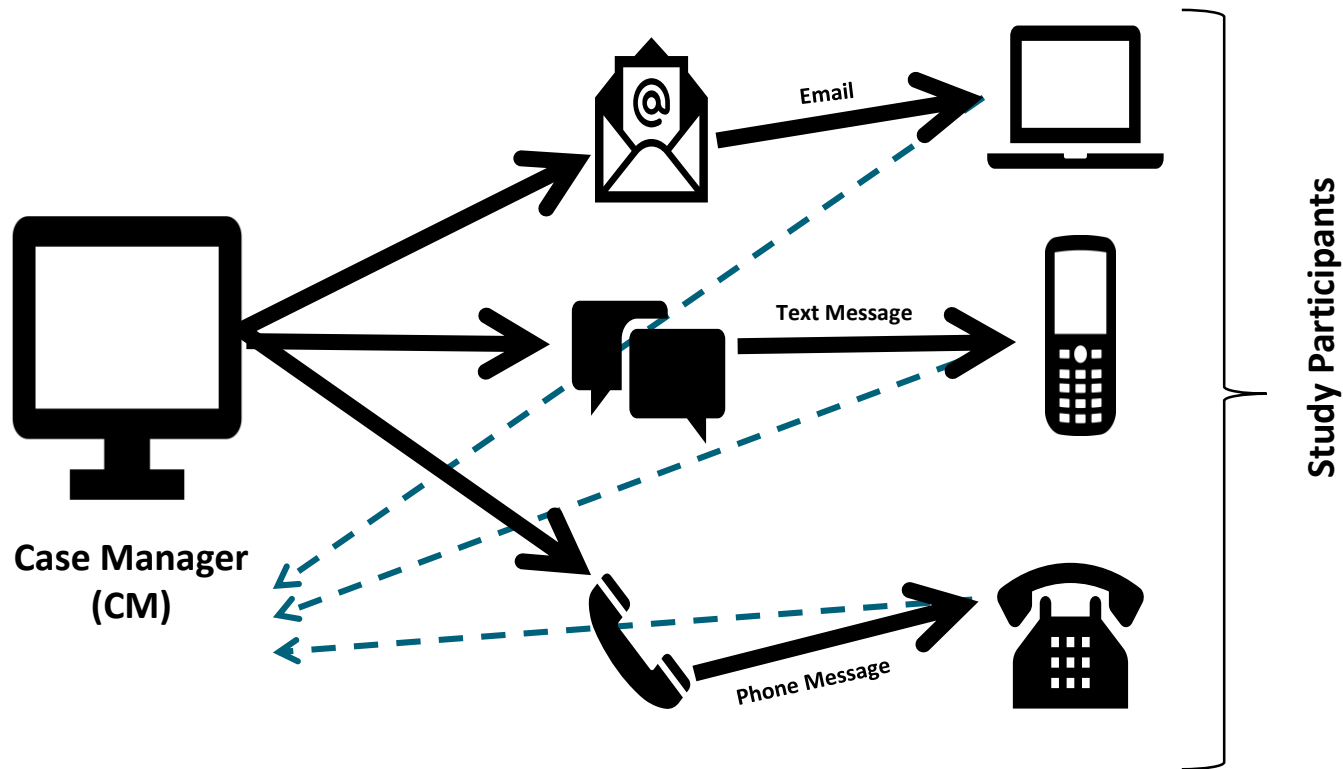 @
Email
Text Message
Case Manager
(CM)
Phone Message
Study Participants